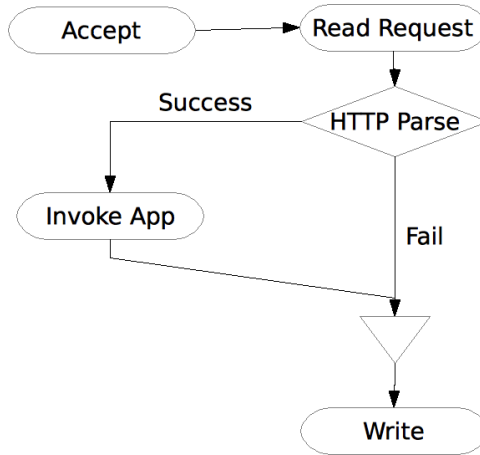 Accept
Read Request
Success
HTTP Parse
Invoke App
Fail
Write